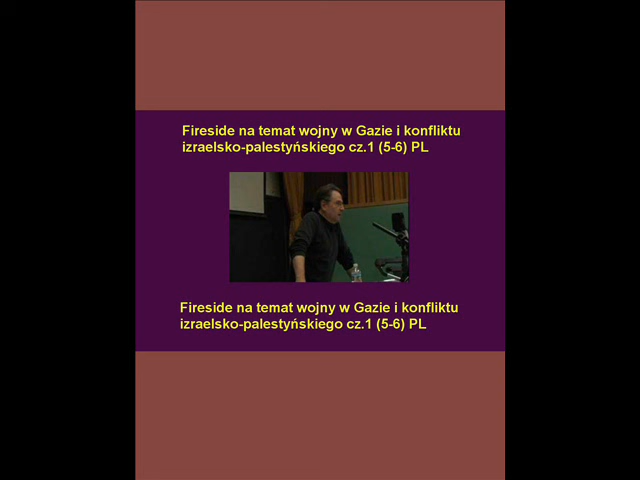 Fireside na temat wojny w Gazie i konfliktu
izraelsko-palestyńskiego cz.1 (5-6) PL
Fireside na temat wojny w Gazie i konfliktu
izraelsko-palestyńskiego cz.1 (5-6) PL